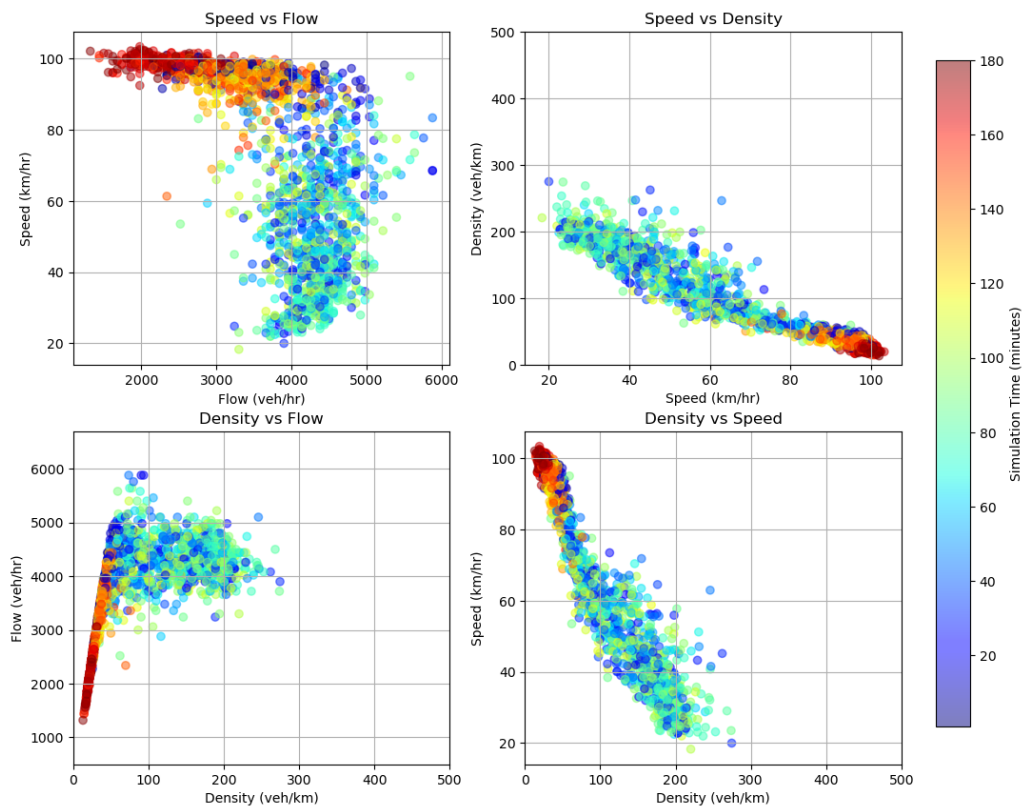 Speed vs Flow
Speed (km/hr)
100
80
60
40
20
2000 3000 4000 5000 6000
Flow (veh/hr)
Speed vs Density
Density (veh/km)
500
400
300
200
100
0
20 40 60 80 100
Speed (km/hr)
Density vs Flow
Flow (veh/hr)
6000
5000
4000
3000
2000
1000
0 100 200 300 400 500
Density (veh/km)
Density vs Speed
Speed (km/hr)
100
80
60
40
20
0 100 200 300 400 500
Density (veh/km)
180
160
140
120
100
80
60
40
20
Simulation Time (minutes)